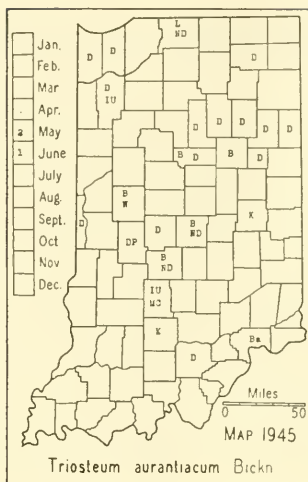 Jan.
Feb.
Mar
Apr.
2 May
1 June
July
Aug.
Sept.
Oct
Nov
Dec.
L
ND
D D
D
D
IU
D D D
D D
B D B D
B
W
K
D
DP D B
ND
B
ND
IU
MC
K
Ba
D
Miles
0 50
MAP 1945
Triosteum aurantiacum Bickn